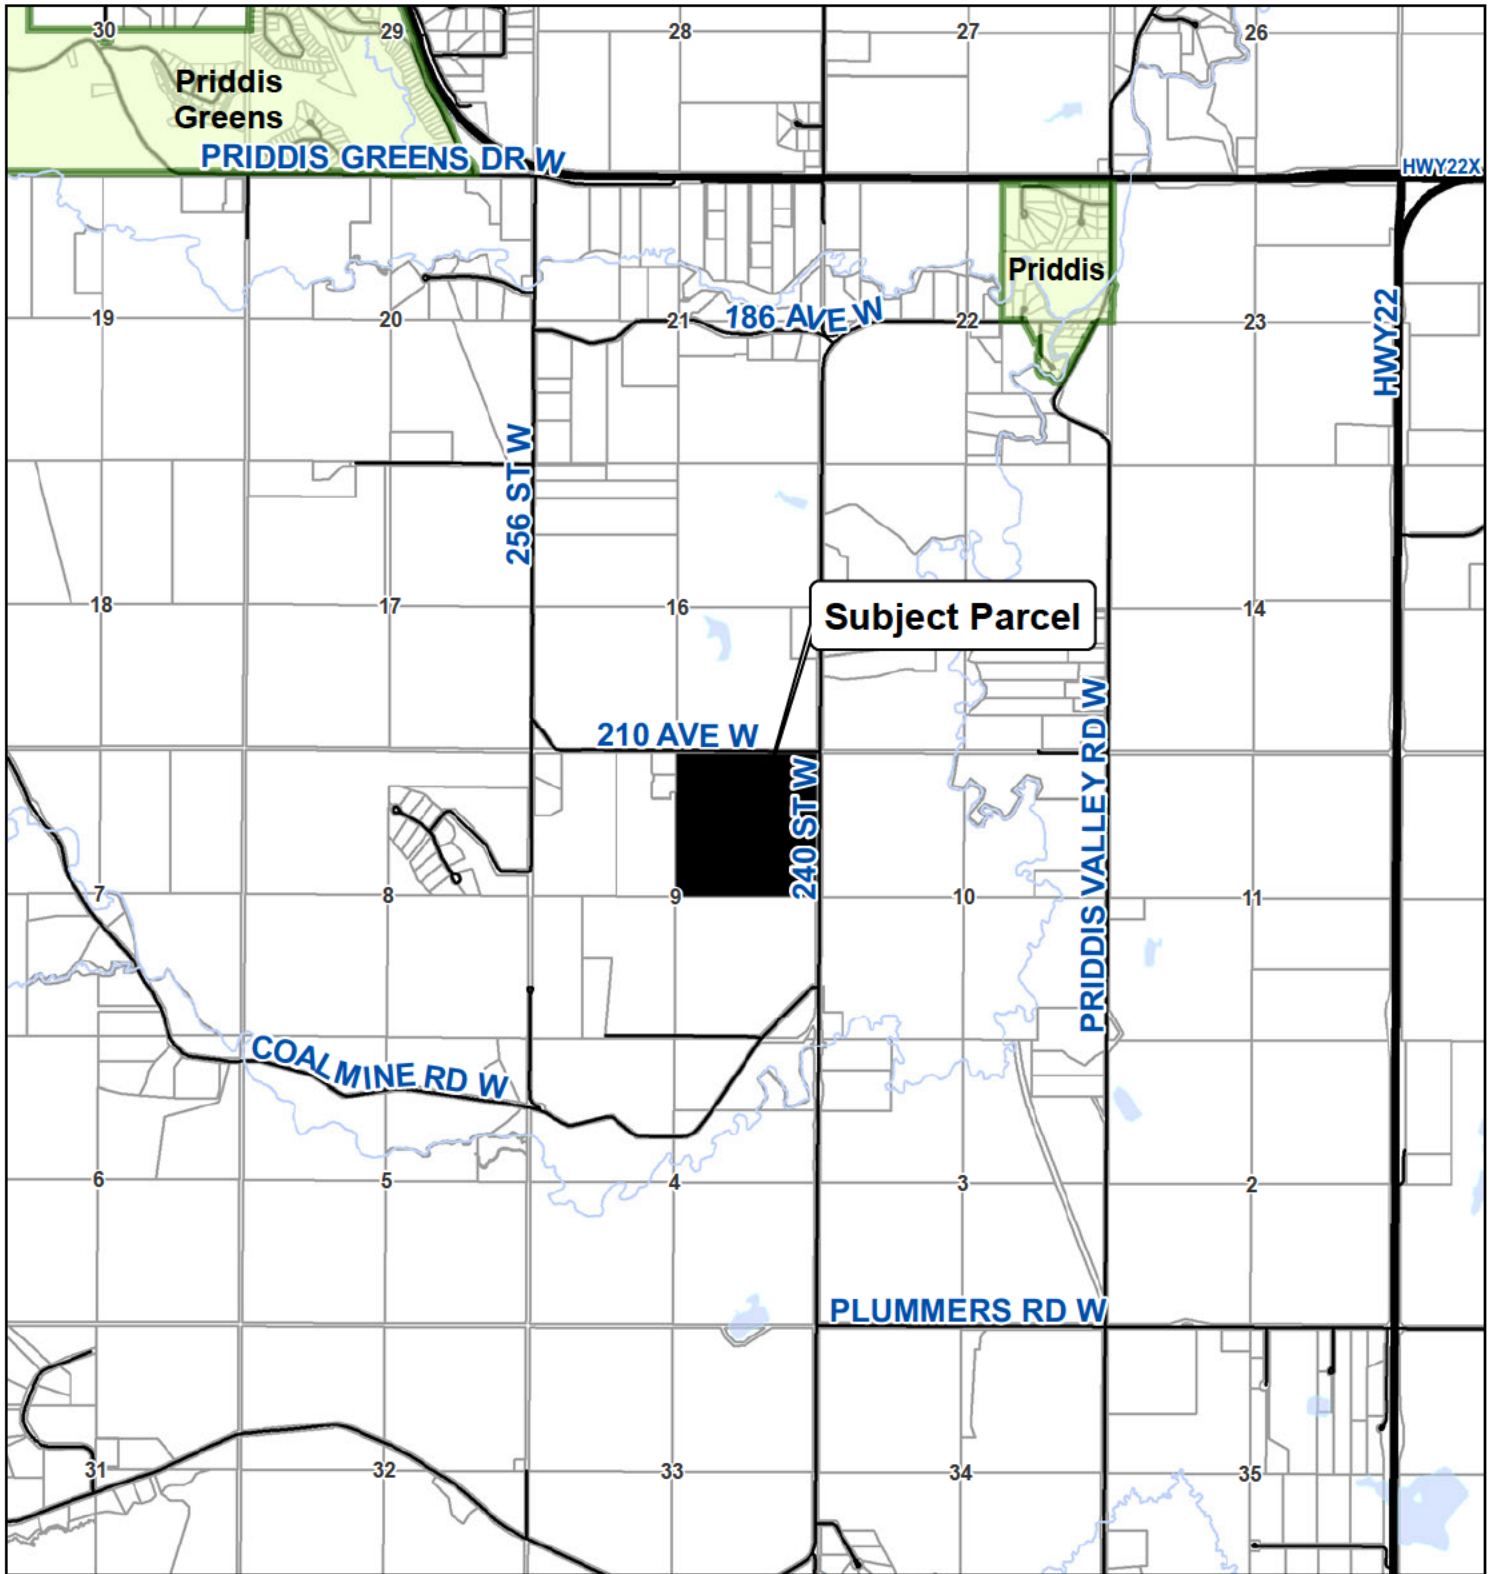 30
29
28
27
26
Priddis
Greens
PRIDDIS GREENS DR W
HWY22X
Priddis
19
20
21
186 AVE W
22
23
HWY22
256 ST W
18
17
16
Subject Parcel
14
210 AVE W
240 ST W
PRIDDIS VALLEY RD W
7
8
9
10
11
COALMINE RD W
6
5
4
3
2
PLUMMERS RD W
31
32
33
34
35